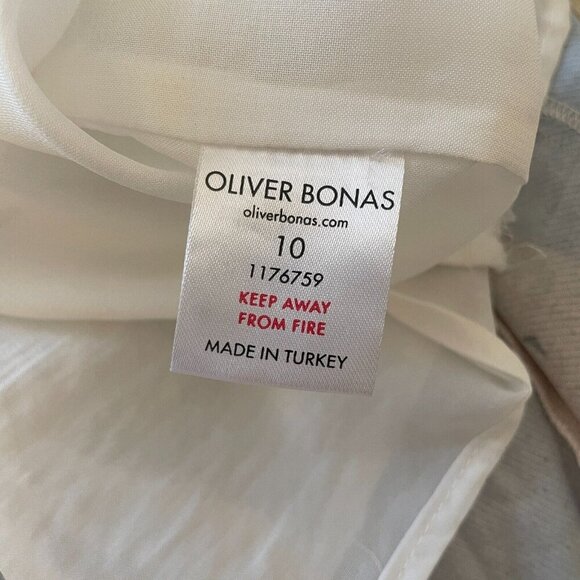 OLIVER BONAS
oliverbonas.com
10
1176759
KEEP AWAY
FROM FIRE
MADE IN TURKEY